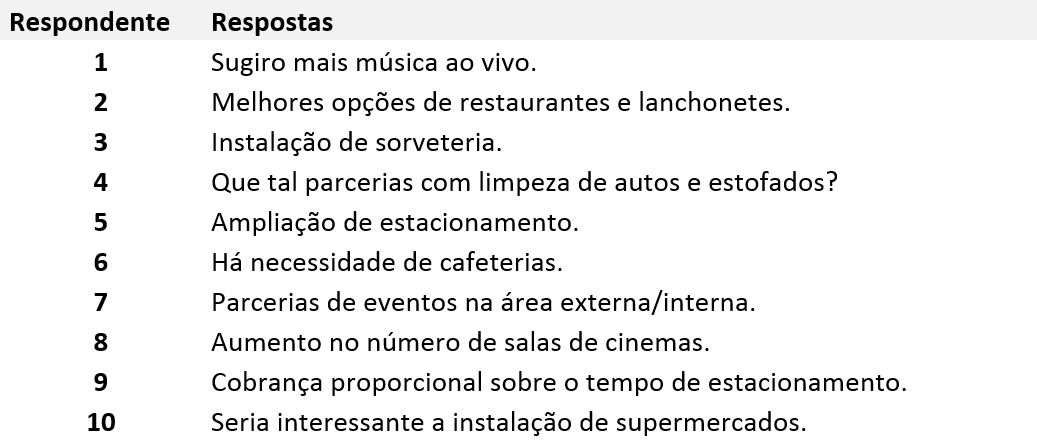 Respondente Respostas
1 Sugiro mais música ao vivo.
2 Melhores opções de restaurantes e lanchonetes.
3 Instalação de sorveteria.
4 Que tal parcerias com limpeza de autos e estofados?
5 Ampliação de estacionamento.
6 Há necessidade de cafeterias.
7 Parcerias de eventos na área externa/interna.
8 Aumento no número de salas de cinemas.
9 Cobrança proporcional sobre o tempo de estacionamento.
10 Seria interessante a instalação de supermercados.